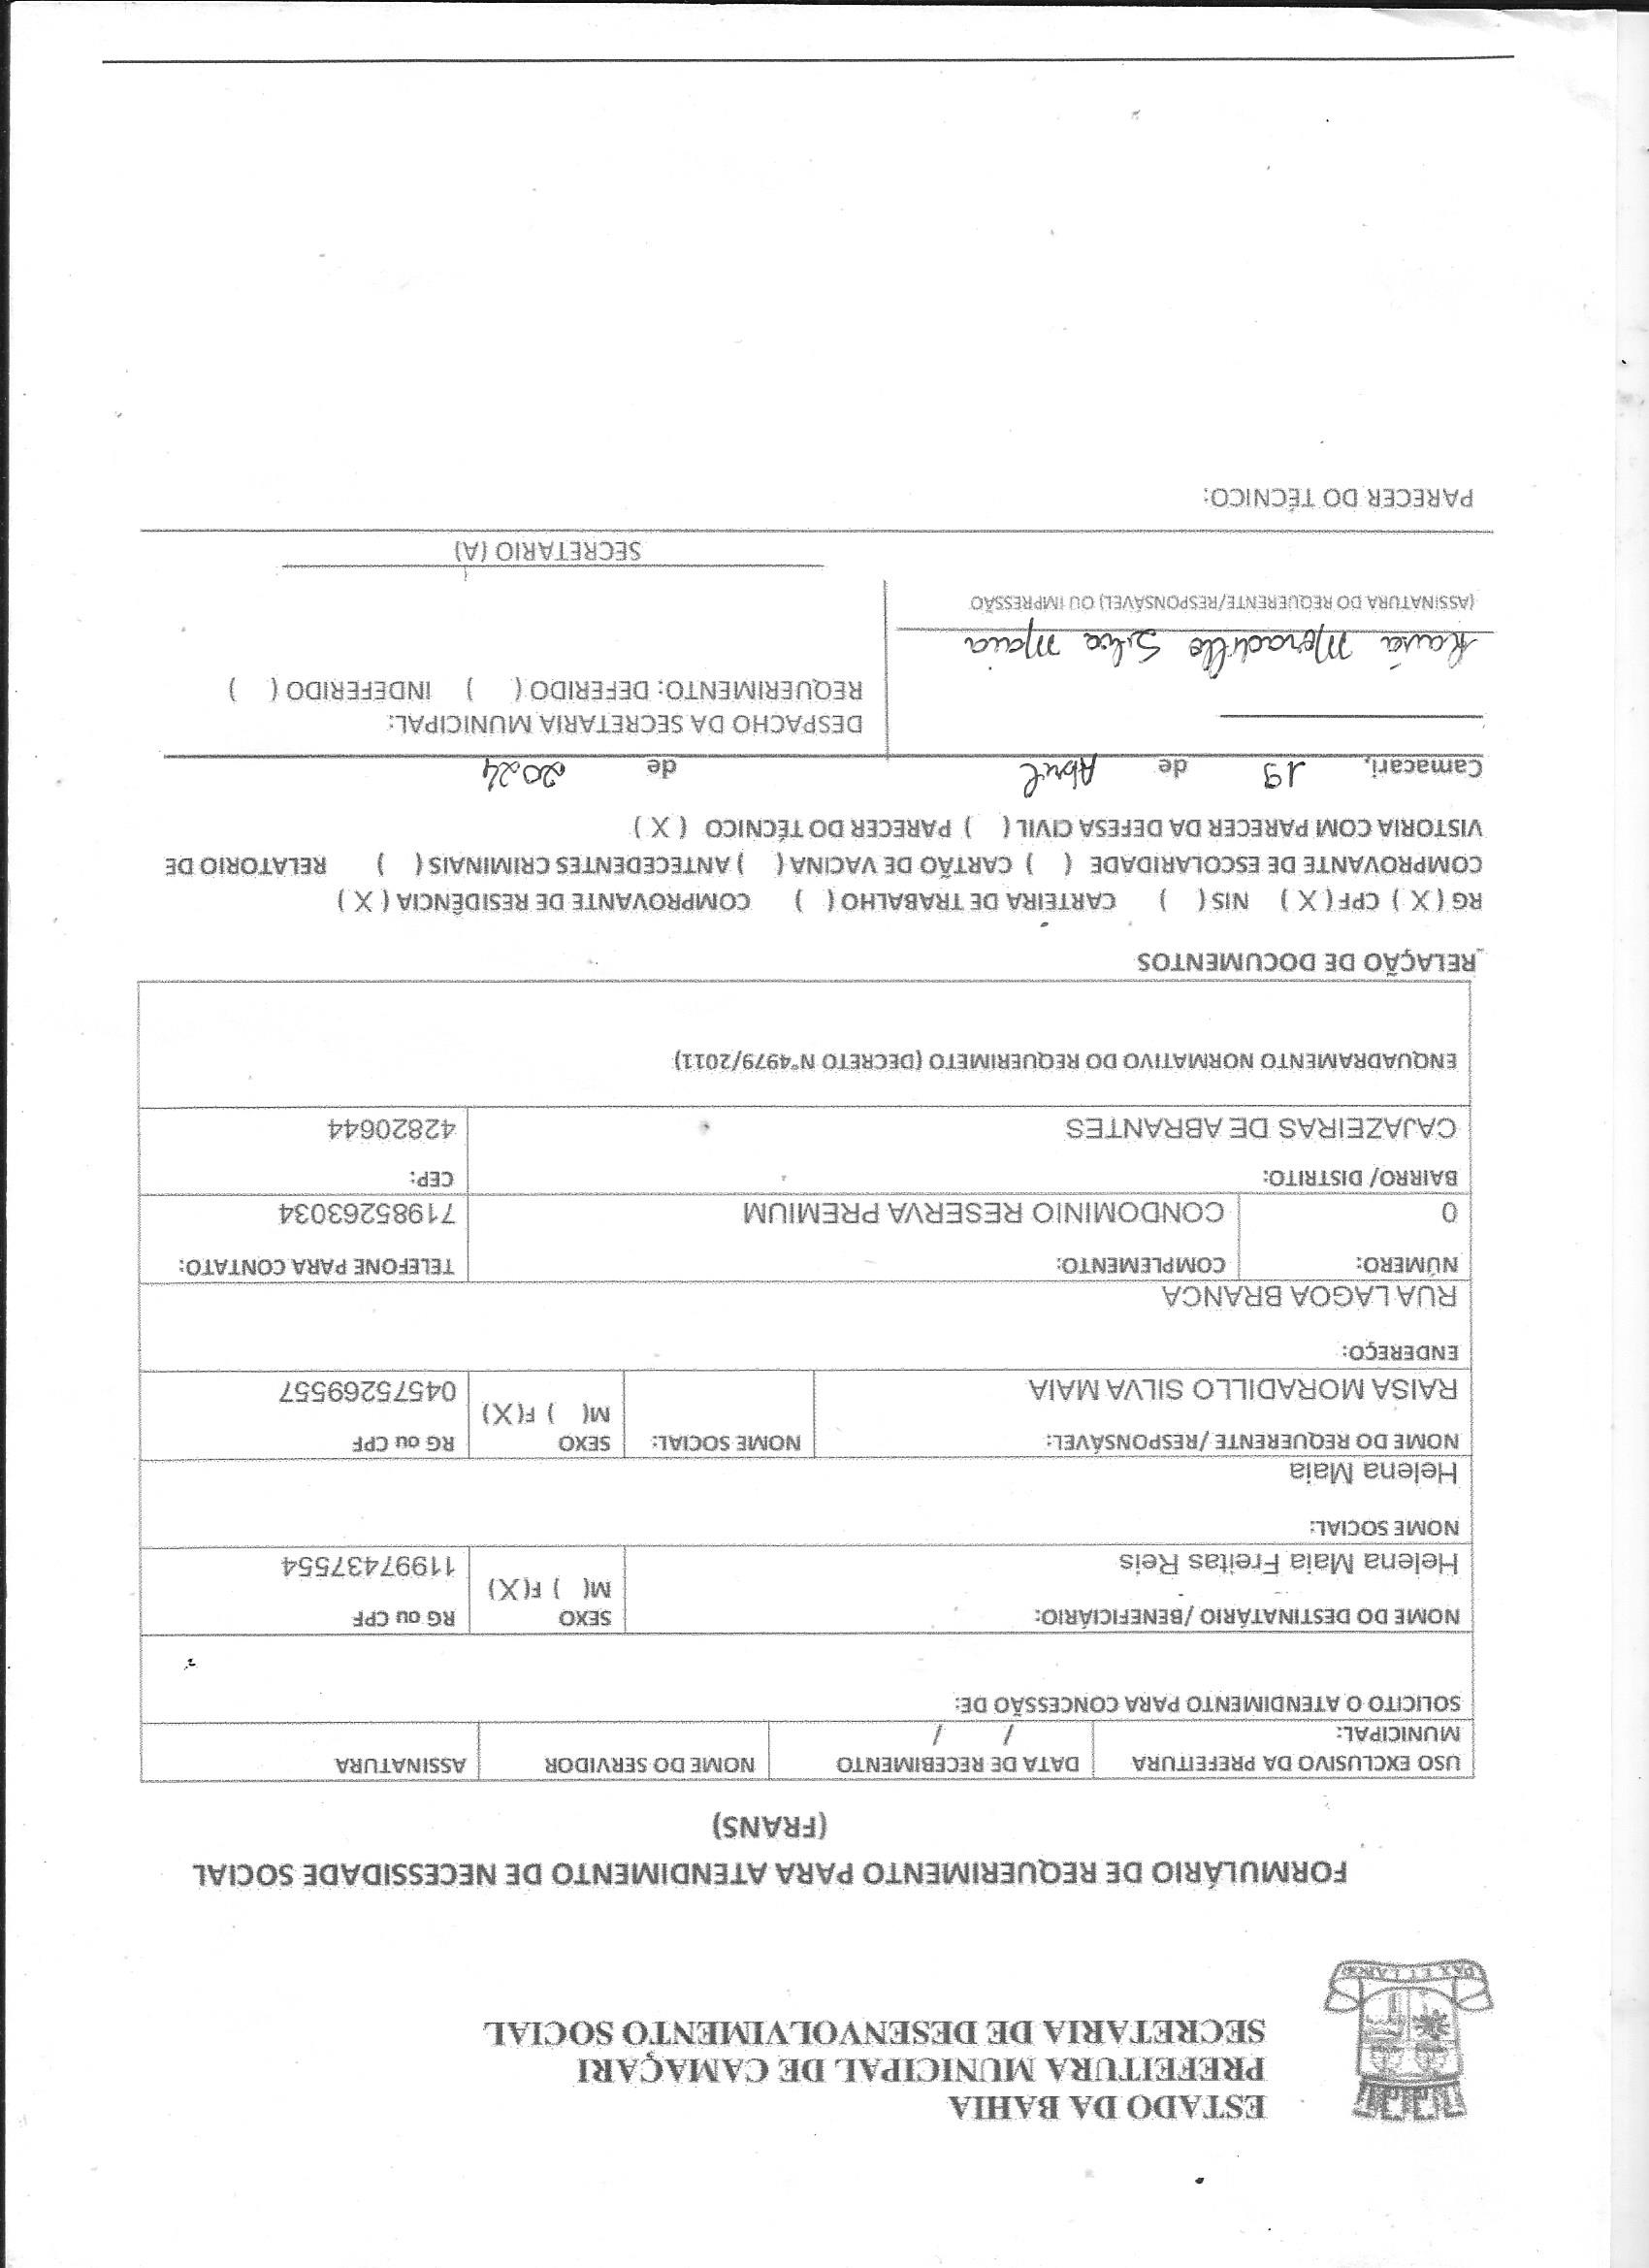 ESTADO DA BAHIA
PREFEITURA MUNICIPAL DE CAMAÇARI
SECRETARIA DE DESENVOLVIMENTO SOCIAL
PAX ET LABOR
FORMULÁRIO DE REQUERIMENTO PARA ATENDIMENTO DE NECESSIDADE SOCIAL
(FRANS)
USO EXCLUSIVO DA PREFEITURA MUNICIPAL: DATA DE RECEBIMENTO / / NOME DO SERVIDOR ASSINATURA
SOLICITO O ATENDIMENTO PARA CONCESSÃO DE:
NOME DO DESTINATÁRIO /BENEFICIÁRIO: SEXO RG ou CPF
M( ) F(X)
Helena Maia Freitas Reis 11997437554
NOME SOCIAL:
Helena Maia
NOME DO REQUERENTE /RESPONSÁVEL: NOME SOCIAL: SEXO RG ou CPF
M( ) F(X)
RAISA MORADILLO SILVA MAIA 04575269557
ENDEREÇO:
RUA LAGOA BRANCA
NÚMERO: COMPLEMENTO: TELEFONE PARA CONTATO:
0 CONDOMINIO RESERVA PREMIUM 71985263034
BAIRRO/ DISTRITO: CEP:
CAJAZEIRAS DE ABRANTES 42820644
ENQUADRAMENTO NORMATIVO DO REQUERIMETO (DECRETO N°4979/2011)
RELAÇÃO DE DOCUMENTOS
RG (X) CPF(X) NIS( ) CARTEIRA DE TRABALHO ( ) COMPROVANTE DE RESIDÊNCIA (X)
COMPROVANTE DE ESCOLARIDADE ( ) CARTÃO DE VACINA ( ) ANTECEDENTES CRIMINAIS ( ) RELATORIO DE
VISTORIA COM PARECER DA DEFESA CIVIL ( ) PARECER DO TÉCNICO (X)
Camacari, 19 de Abril de 2024
DESPACHO DA SECRETARIA MUNICIPAL:
REQUERIMENTO: DEFERIDO ( ) INDEFERIDO ( )
Raisa Moradillo Silva Maia
(ASSINATURA DO REQUERENTE/RESPONSÁVEL) OU IMPRESSÃO
SECRETARIO (A)
PARECER DO TÉCNICO: